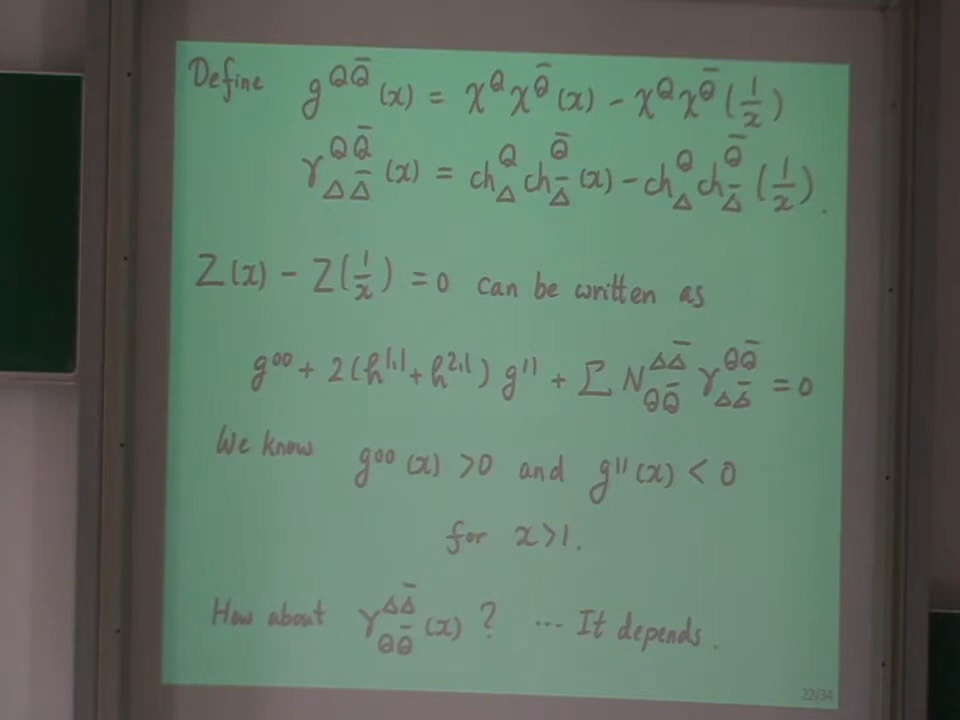 Define g^{QQ̄}(x) = χ^Q χ^{Q̄}(x) − χ^Q χ^{Q̄}(1/x)
γ^{QQ̄}_{ΔΔ̄}(x) = ch^Q_Δ ch^{Q̄}_{Δ̄}(x) − ch^Q_Δ ch^{Q̄}_{Δ̄}(1/x).
Z(x) − Z(1/x) = 0 can be written as
g^{00} + 2(h^{1,1} + h^{2,1}) g^{11} + Σ N^{ΔΔ̄}_{QQ̄} γ^{QQ̄}_{ΔΔ̄} = 0
We know g^{00}(x) > 0 and g^{11}(x) < 0
for x > 1.
How about γ^{ΔΔ̄}_{QQ̄}(x) ? ... It depends.
22/34